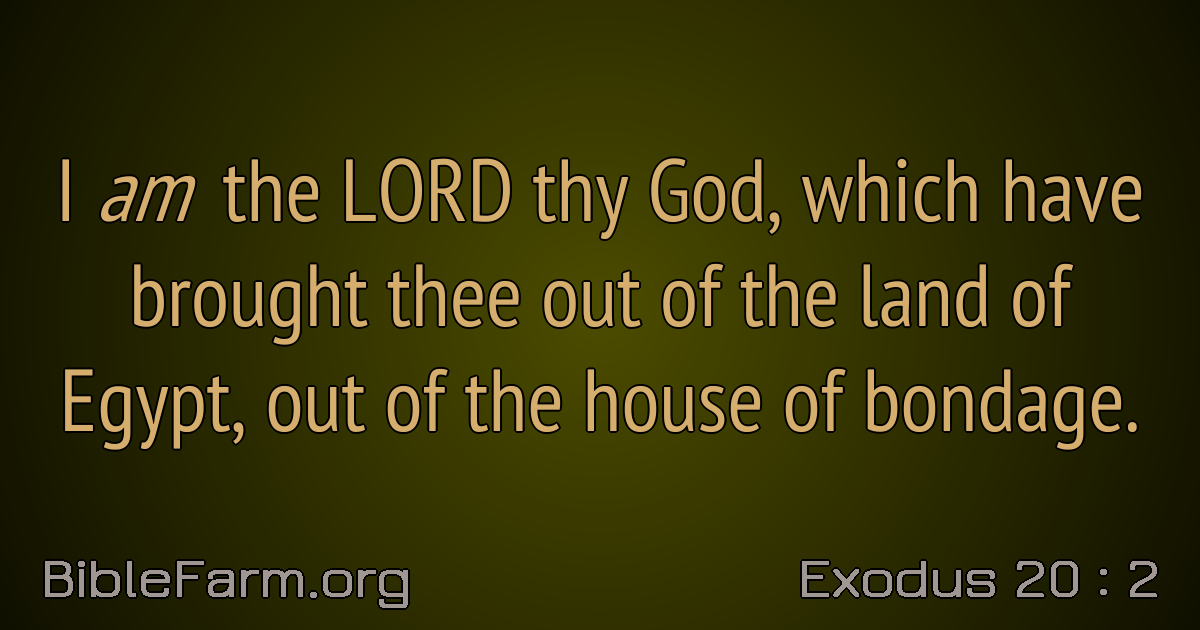 I am the LORD thy God, which have
brought thee out of the land of
Egypt, out of the house of bondage.
BibleFarm.org
Exodus 20 : 2